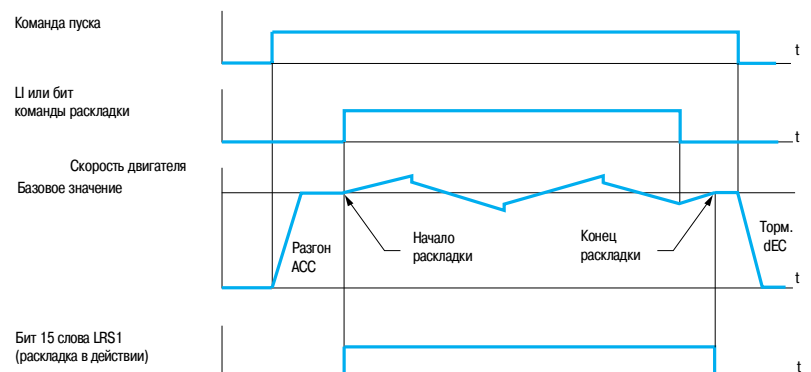 Команда пуска
t
LI или бит
команды раскладки
t
Скорость двигателя
Базовое значение
Разгон
ACC
Начало
раскладки
Конец
раскладки
Торм.
dEC
t
Бит 15 слова LRS1
(раскладка в действии)
t